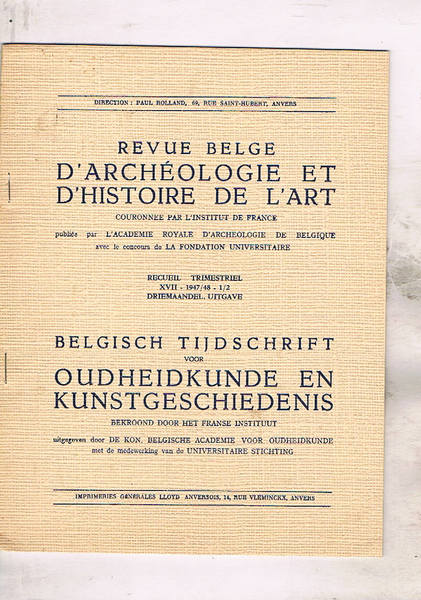 DIRECTION : PAUL ROLLAND, 69, RUE SAINT-HUBERT, ANVERS
REVUE BELGE
D'ARCHÉOLOGIE ET
D'HISTOIRE DE L'ART
COURONNEE PAR L'INSTITUT DE FRANCE
publiée par L'ACADEMIE ROYALE D'ARCHEOLOGIE DE BELGIQUE
avec le concours de LA FONDATION UNIVERSITAIRE
RECUEIL TRIMESTRIEL
XVII - 1947/48 - 1/2
DRIEMAANDEL. UITGAVE
BELGISCH TIJDSCHRIFT
VOOR
OUDHEIDKUNDE EN
KUNSTGESCHIEDENIS
BEKROOND DOOR HET FRANSE INSTITUUT
uitgegeven door DE KON. BELGISCHE ACADEMIE VOOR OUDHEIDKUNDE
met de medewerking van de UNIVERSITAIRE STICHTING
IMPRIMERIES GENERALES LLOYD ANVERSOIS, 14, RUE VLEMINCKX, ANVERS